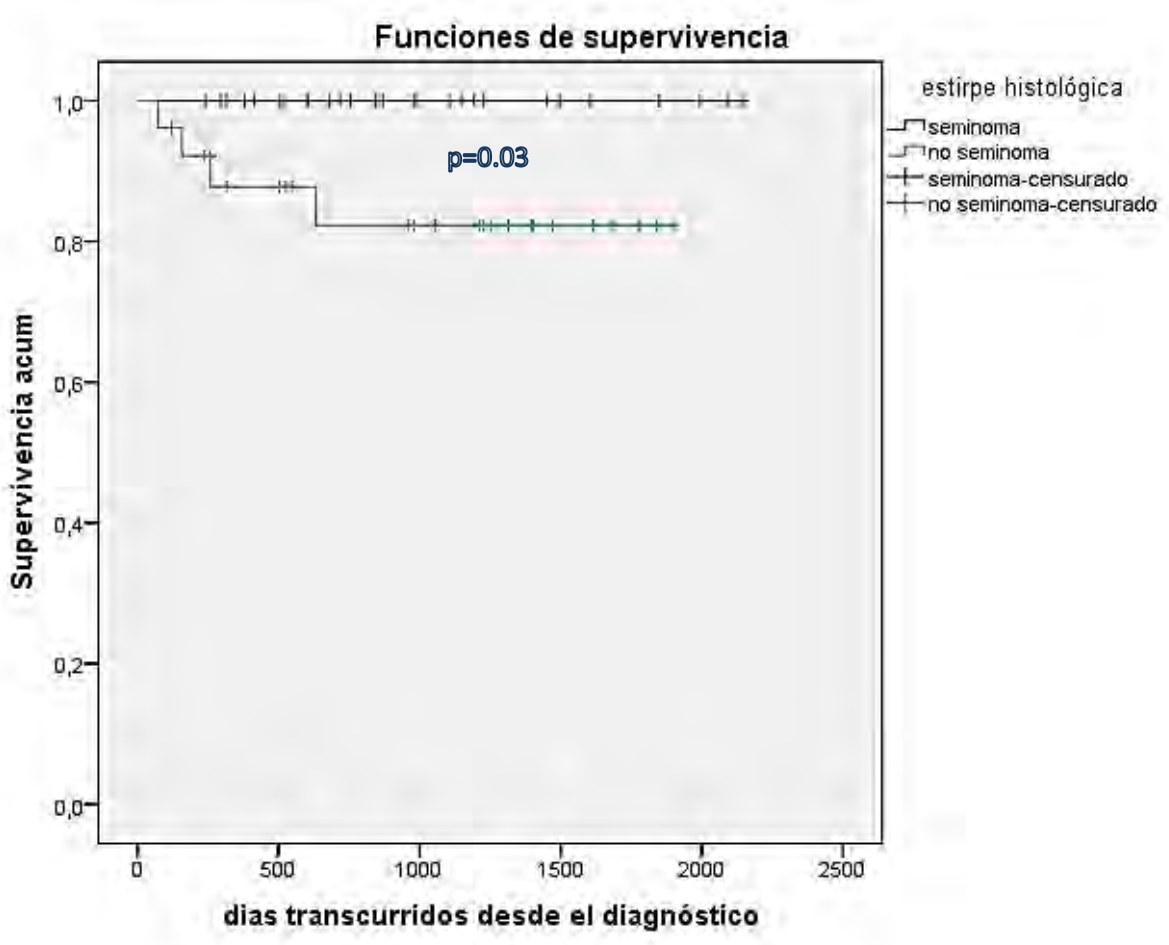 Funciones de supervivencia
estirpe histológica
seminoma
no seminoma
seminoma-censurado
no seminoma-censurado
p=0.03
1,0
0,8
0,6
0,4
0,2
0,0
Supervivencia acum
0 500 1000 1500 2000 2500
dias transcurridos desde el diagnóstico